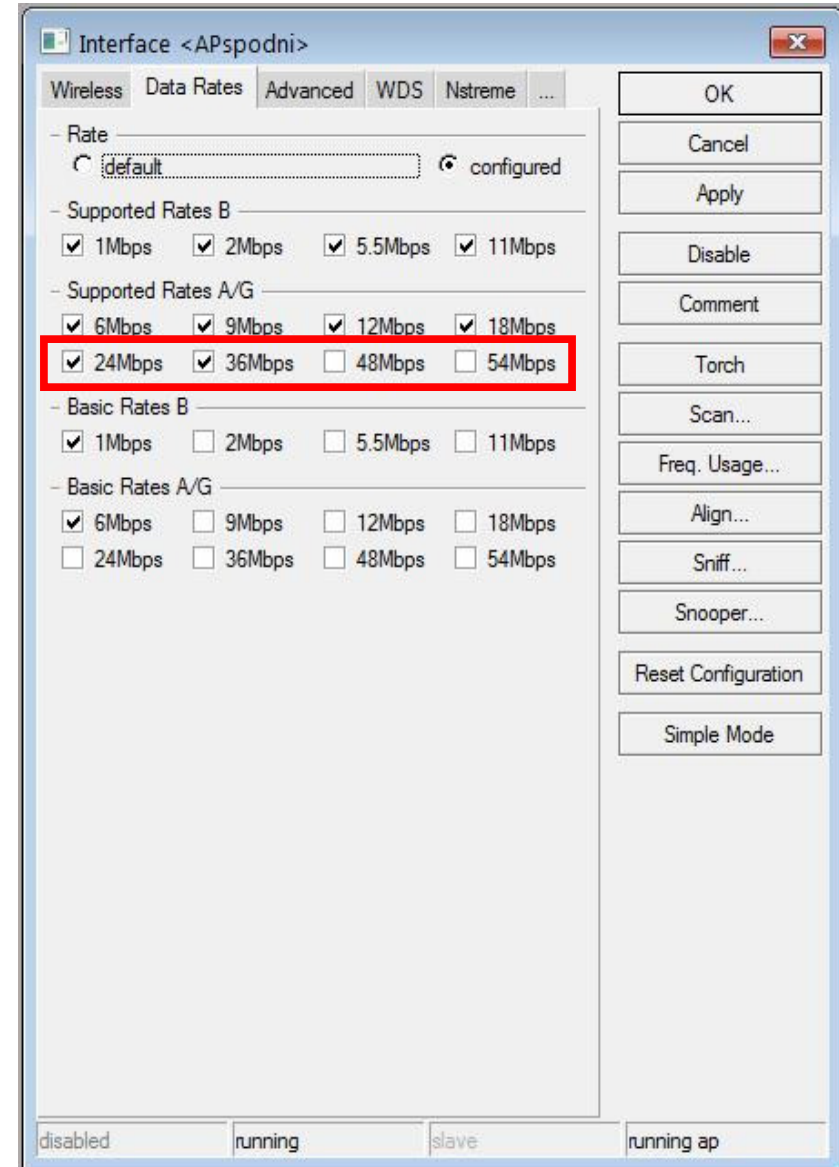 Interface <APspodni>
Wireless Data Rates Advanced WDS Nstreme ...
Rate
default configured
Supported Rates B
1Mbps 2Mbps 5.5Mbps 11Mbps
Supported Rates A/G
6Mbps 9Mbps 12Mbps 18Mbps
24Mbps 36Mbps 48Mbps 54Mbps
Basic Rates B
1Mbps 2Mbps 5.5Mbps 11Mbps
Basic Rates A/G
6Mbps 9Mbps 12Mbps 18Mbps
24Mbps 36Mbps 48Mbps 54Mbps
OK
Cancel
Apply
Disable
Comment
Torch
Scan...
Freq. Usage...
Align...
Sniff...
Snooper...
Reset Configuration
Simple Mode
disabled running slave running ap